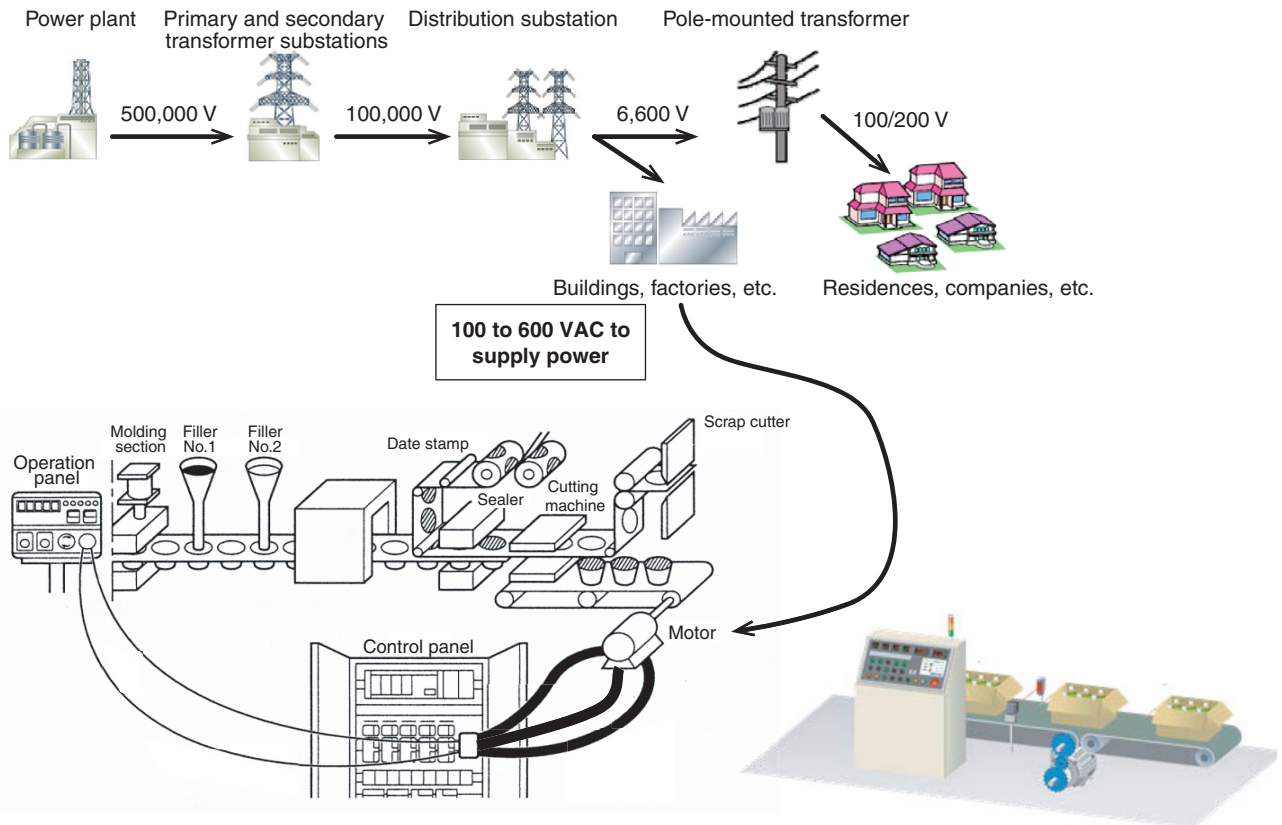 Power plant
Primary and secondary
transformer substations
Distribution substation
Pole-mounted transformer
500,000 V
100,000 V
6,600 V
100/200 V
Buildings, factories, etc.
Residences, companies, etc.
100 to 600 VAC to
supply power
Operation
panel
Molding
section
Filler
No.1
Filler
No.2
Date stamp
Sealer
Cutting
machine
Scrap cutter
Motor
Control panel